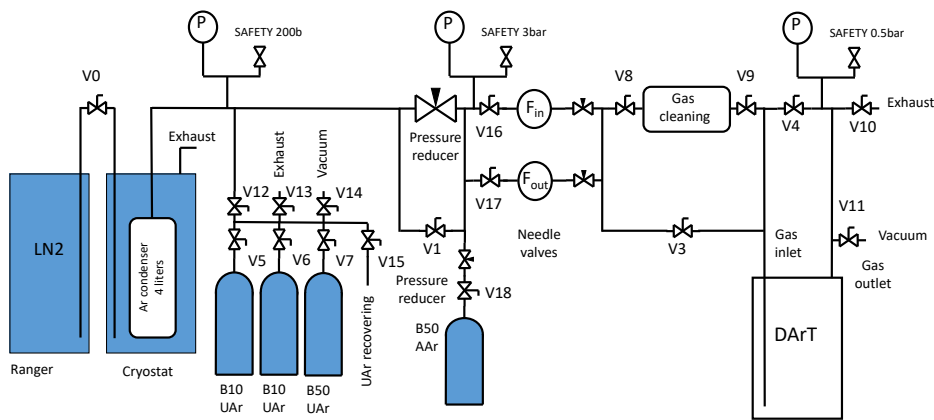 P
SAFETY 200b
P
SAFETY 3bar
P
SAFETY 0.5bar
V0
V8
V9
Exhaust
F_in
Gas
cleaning
Exhaust
V4
V10
Pressure
reducer
V16
Exhaust
Vacuum
V12
V13
V14
F_out
V17
V11
Vacuum
LN2
Ar condenser
4 liters
V5
V6
V7
V15
V1
Needle
valves
V3
Gas
inlet
Gas
outlet
Pressure
reducer
V18
UAr recovering
DArT
B50
AAr
Ranger
Cryostat
B10
UAr
B10
UAr
B50
UAr